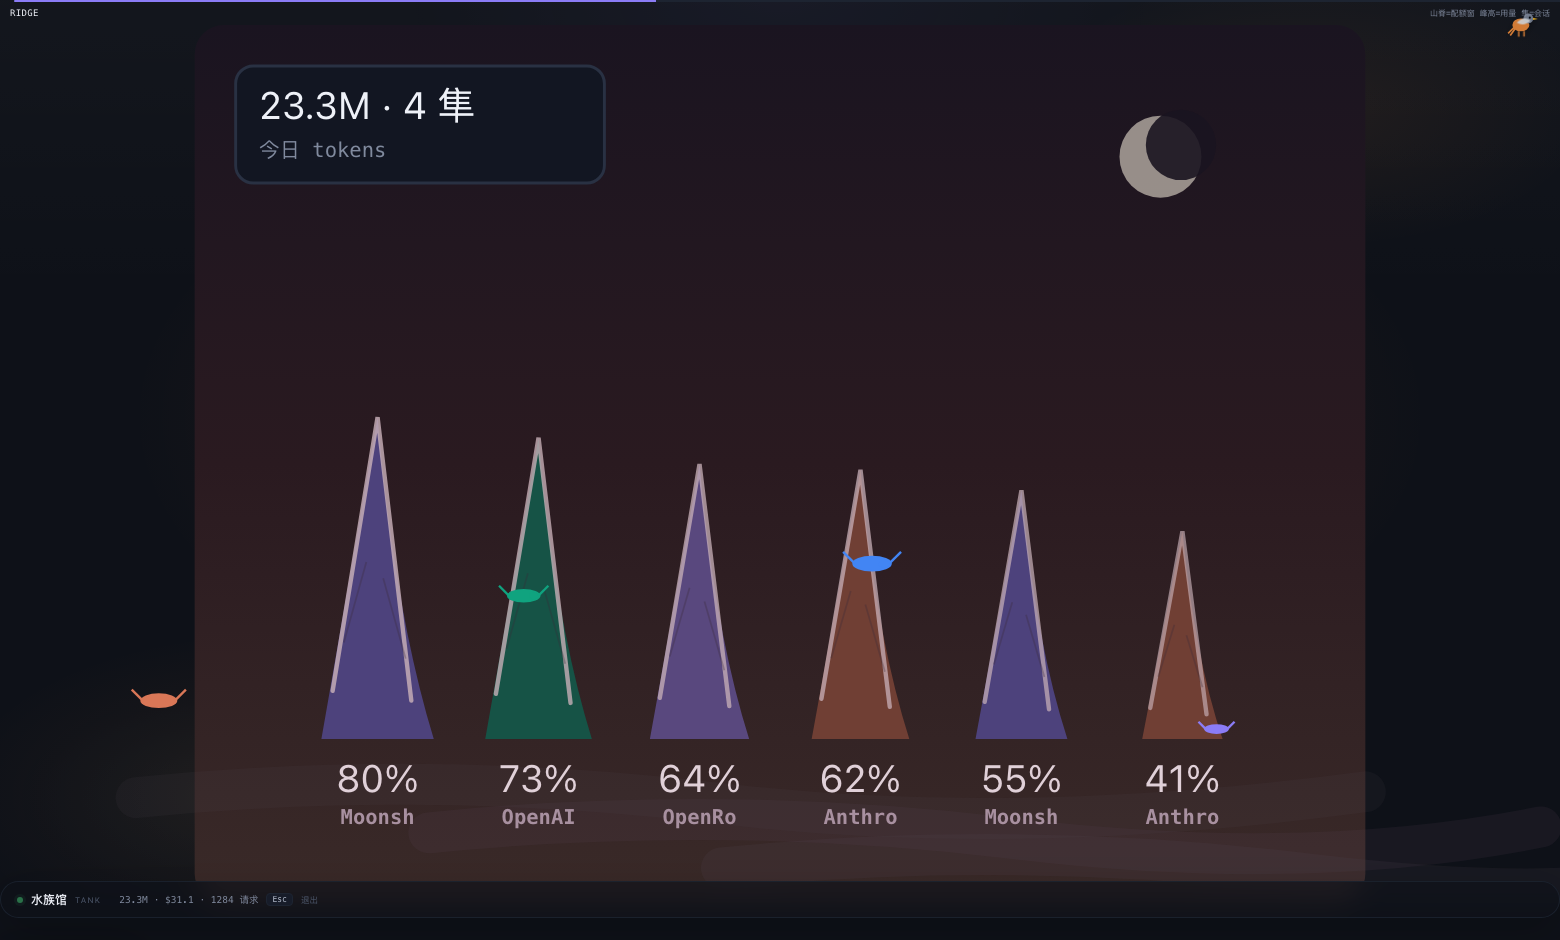 RIDGE
山脊=配额窗 峰高=用量 隼=会话
23.3M · 4 隼
今日 tokens
80% 73% 64% 62% 55% 41%
Moonsh OpenAI OpenRo Anthro Moonsh Anthro
水族馆 TANK 23.3M · $31.1 · 1284 请求 Esc 退出